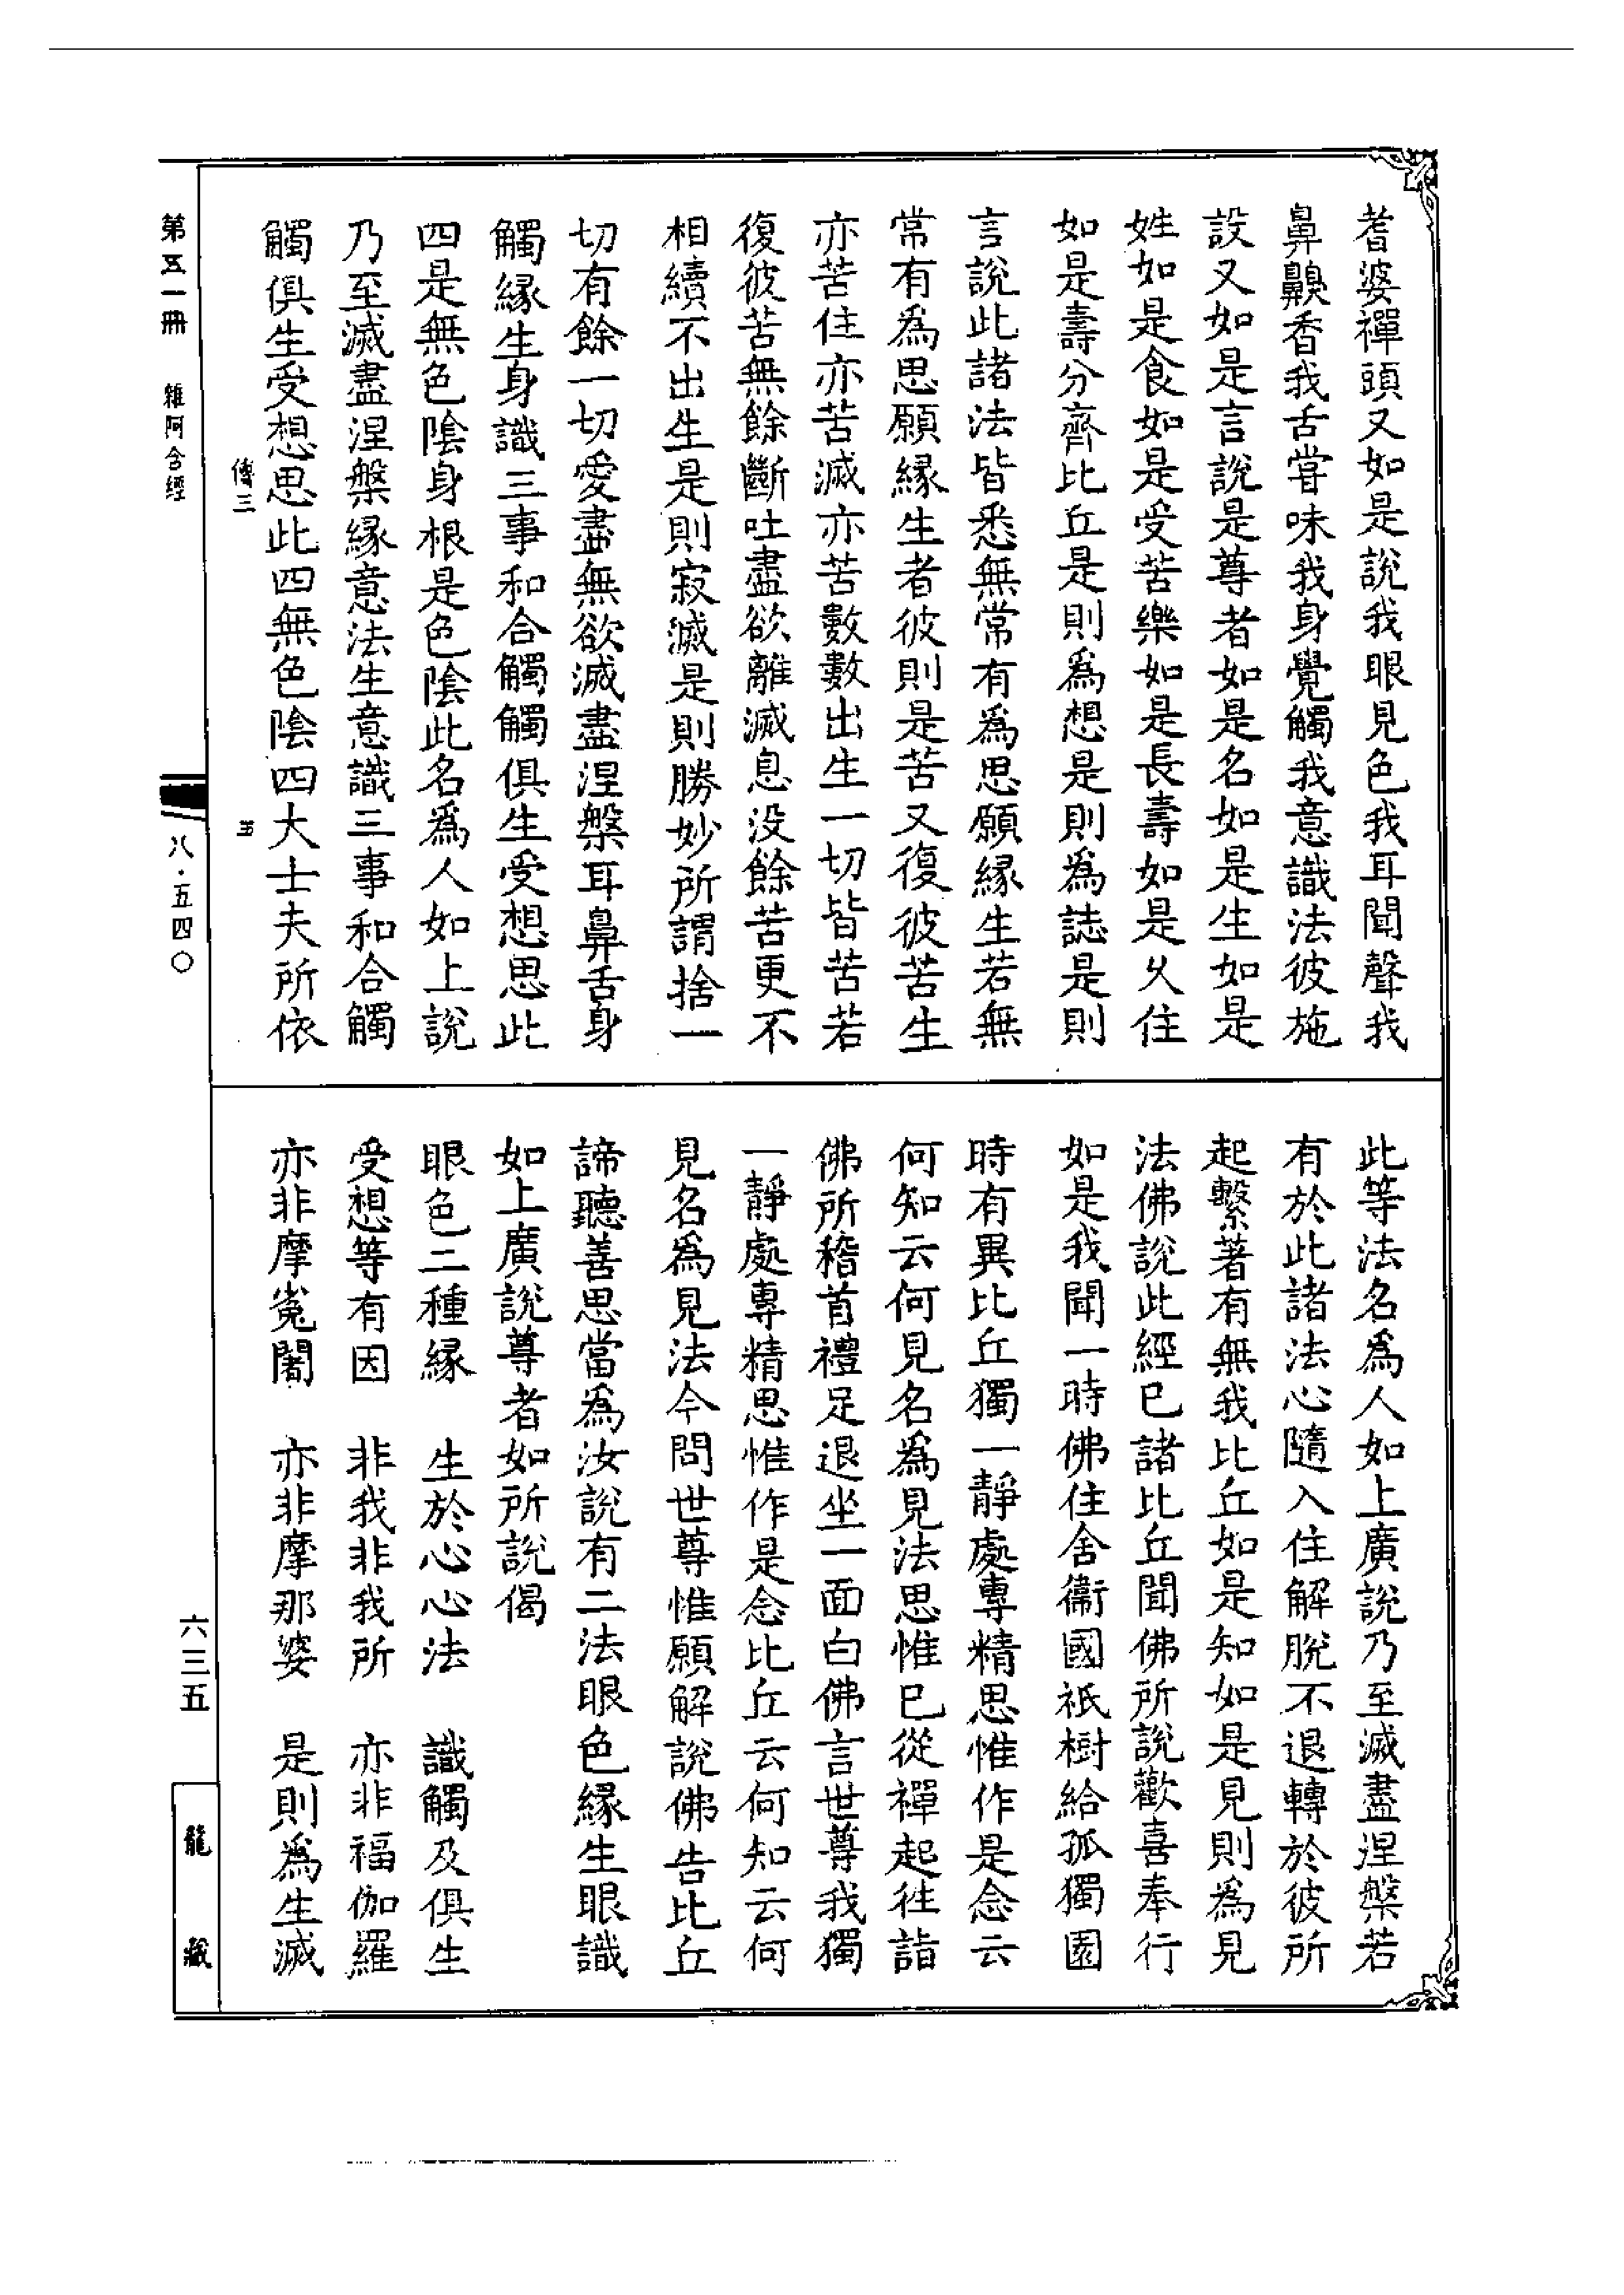 耆婆禪頭又如是說我眼見色我耳聞聲我
鼻齅香我舌甞味我身覺觸我意識法彼施
設又如是言說是尊者如是名如是生如是
姓如是食如是受苦樂如是長壽如是久住
如是壽分齊比丘是則爲想是則爲誌是則
言說此諸法皆悉無常有爲思願緣生若無
常有爲思願緣生者彼則是苦又復彼苦生
亦苦住亦苦滅亦苦數數出生一切皆苦若
復彼苦無餘斷吐盡欲離滅息没餘苦更不
相續不出生是則寂滅是則勝妙所謂捨一
切有餘一切愛盡無欲滅盡涅槃耳鼻舌身
觸緣生身識三事和合觸觸俱生受想思此
四是無色陰身根是色陰此名爲人如上說
乃至滅盡涅槃緣意法生意識三事和合觸
觸俱生受想思此四無色陰四大士夫所依
此等法名爲人如上廣說乃至滅盡涅槃若
有於此諸法心隨入住解脫不退轉於彼所
起繫著有無我比丘如是知如是見則爲見
法佛說此經已諸比丘聞佛所說歡喜奉行
如是我聞一時佛住舍衞國祇樹給孤獨園
時有異比丘獨一靜處專精思惟作是念云
何知云何見名爲見法思惟已從禪起往詣
佛所稽首禮足退坐一面白佛言世尊我獨
一靜處專精思惟作是念比丘云何知云何
見名爲見法今問世尊惟願解說佛告比丘
諦聽善思當爲汝說有二法眼色緣生眼識
如上廣說尊者如所說偈
眼色二種緣　生於心心法　識觸及俱生
受想等有因　非我非我所　亦非福伽羅
亦非摩㝹闍　亦非摩那婆　是則爲生滅
傳三
第五一冊　雜阿含經
八·五四〇
六三五
龍藏